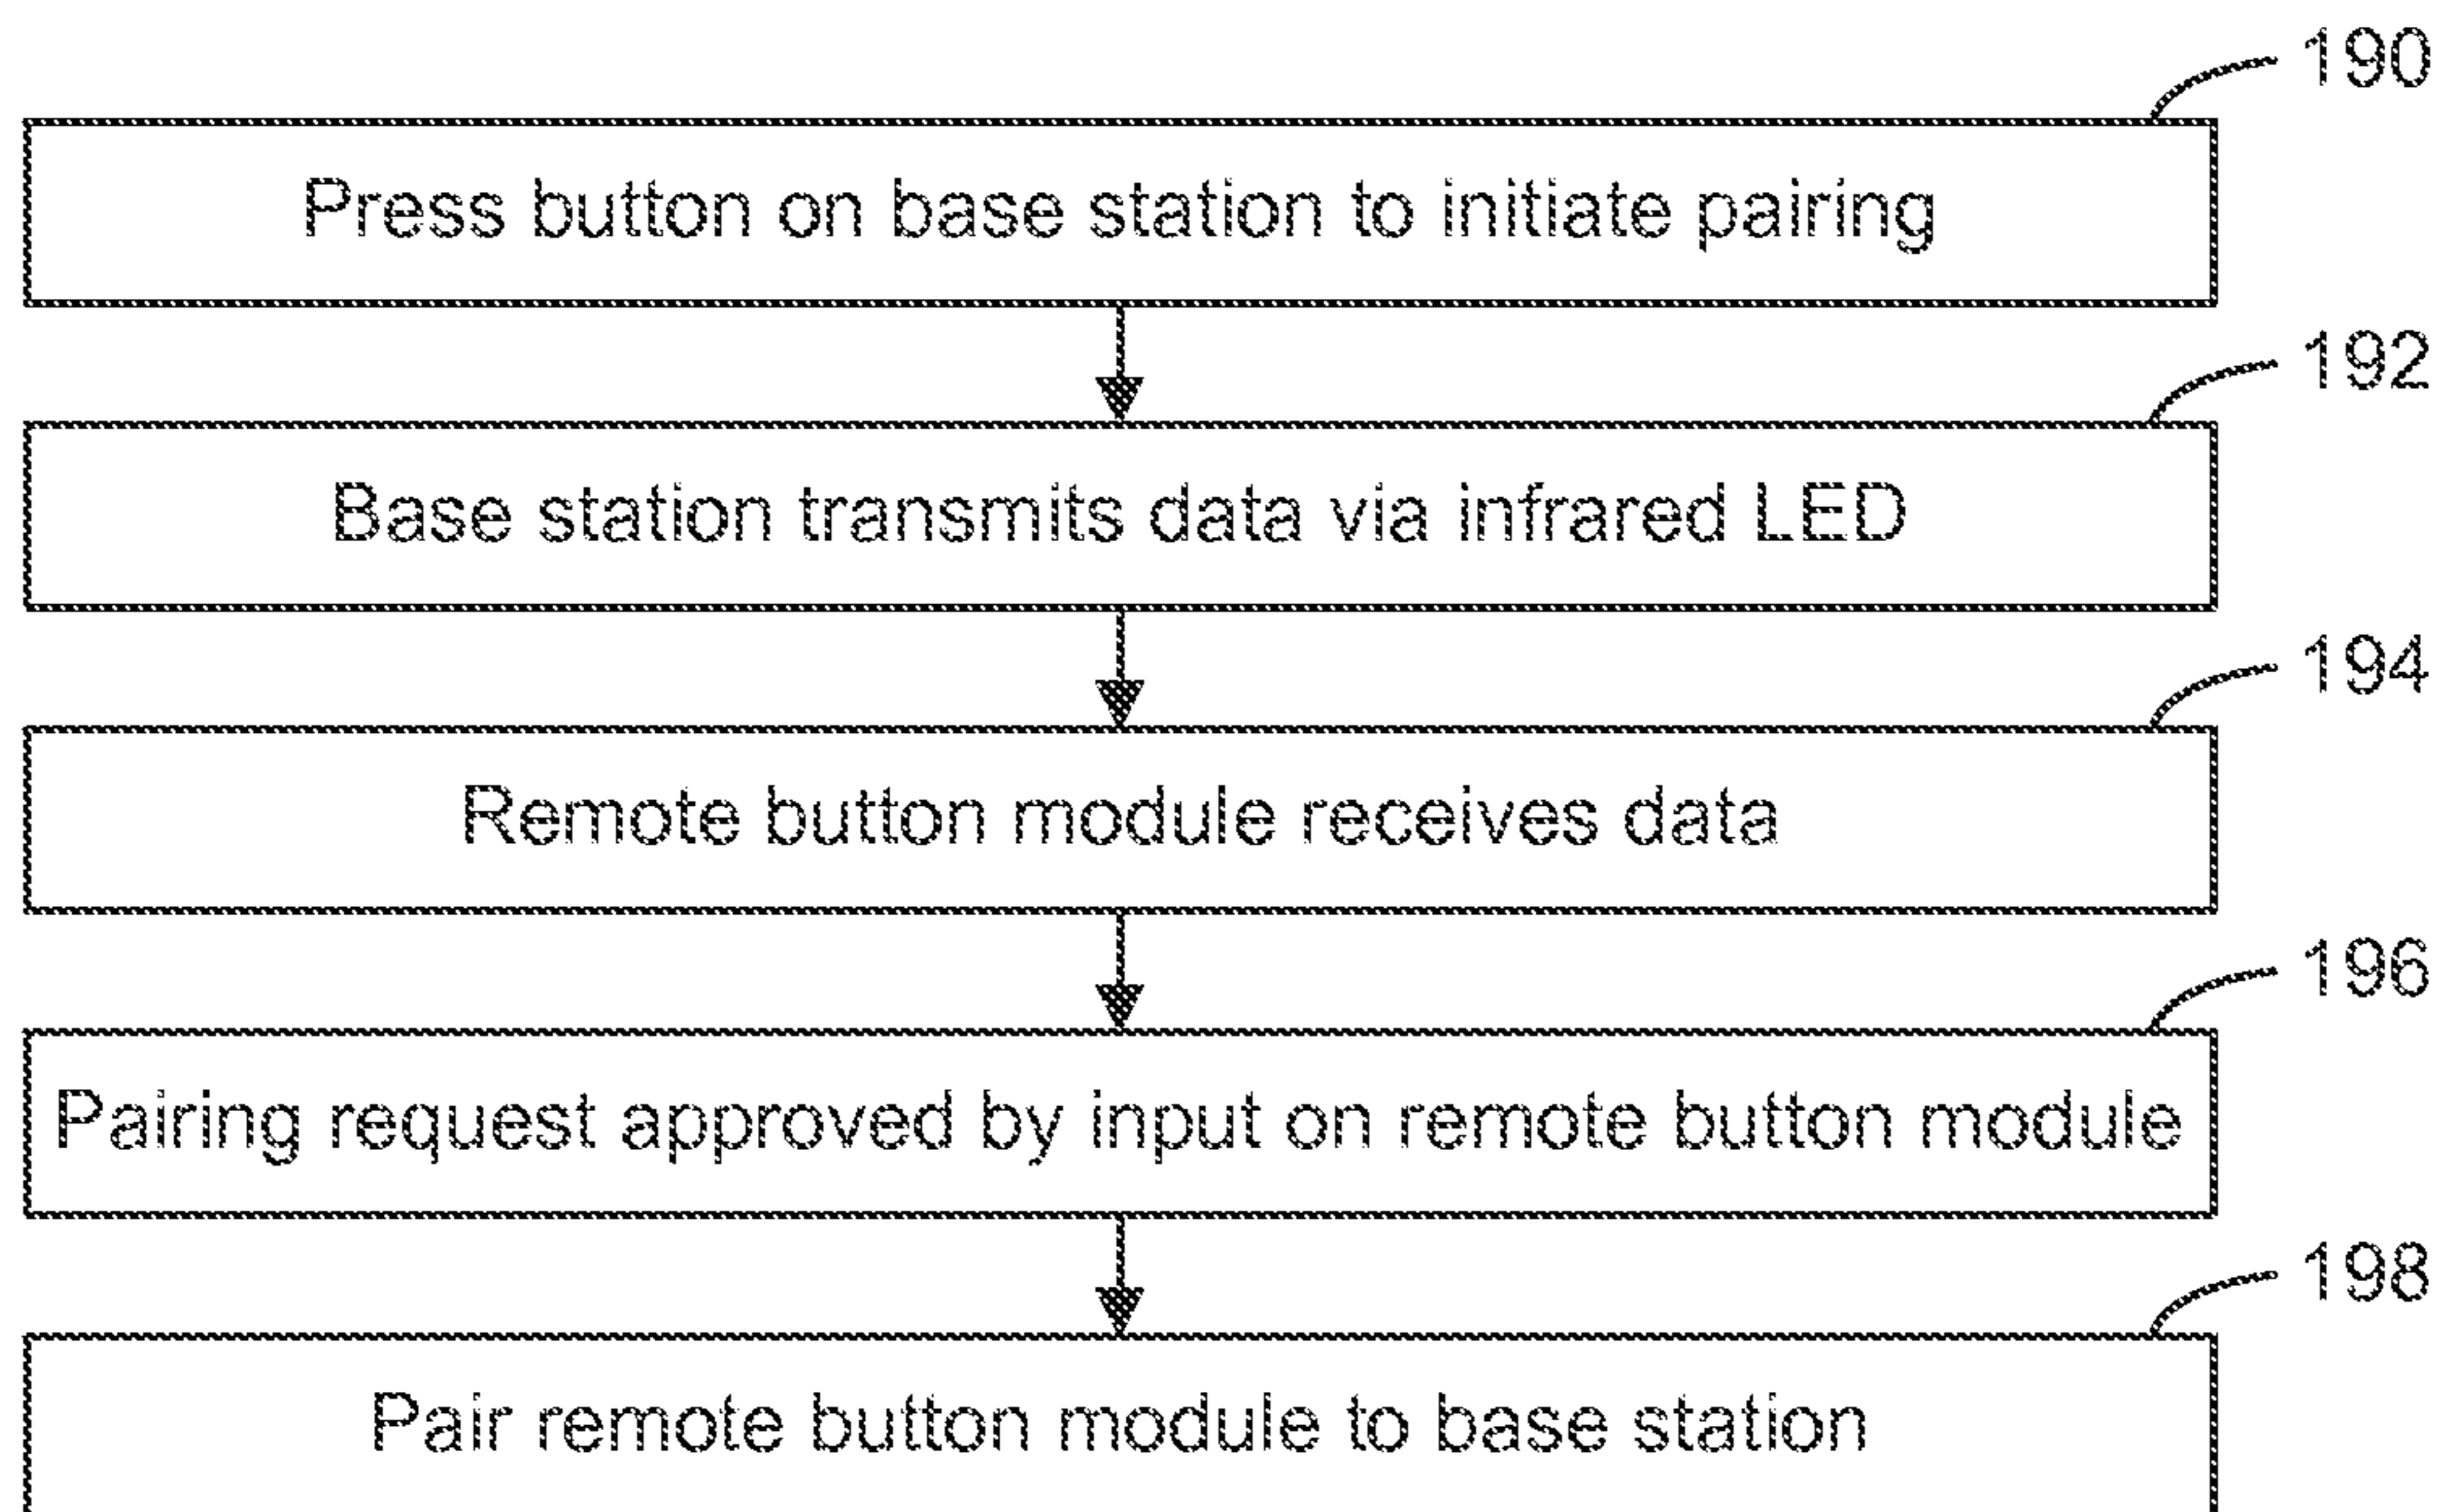 190
Press button on base station to initiate pairing
192
Base station transmits data via infrared LED
194
Remote button module receives data
196
Pairing request approved by input on remote button module
198
Pair remote button module to base station